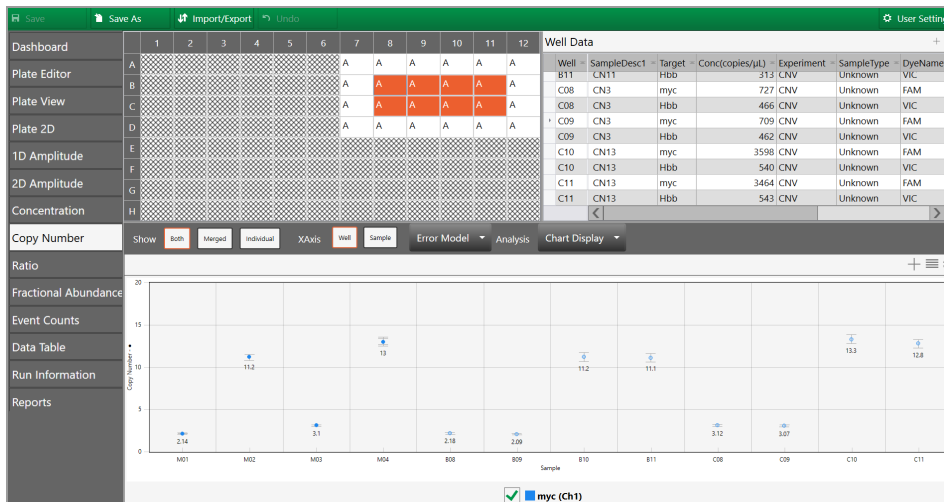 Save Save As Import/Export Undo User Setting
Dashboard
Plate Editor
Plate View
Plate 2D
1D Amplitude
2D Amplitude
Concentration
Copy Number
Ratio
Fractional Abundance
Event Counts
Data Table
Run Information
Reports
1 2 3 4 5 6 7 8 9 10 11 12
A A A A A A A
B A A A A A A
C A A A A A A
D A A A A A A
E
F
G
H
Well Data
Well SampleDesc1 Target Conc(copies/µL) Experiment SampleType DyeName
B11 CN11 Hbb 313 CNV Unknown VIC
C08 CN3 myc 727 CNV Unknown FAM
C08 CN3 Hbb 466 CNV Unknown VIC
C09 CN3 myc 709 CNV Unknown FAM
C09 CN3 Hbb 462 CNV Unknown VIC
C10 CN13 myc 3598 CNV Unknown FAM
C10 CN13 Hbb 540 CNV Unknown VIC
C11 CN13 myc 3464 CNV Unknown FAM
C11 CN13 Hbb 543 CNV Unknown VIC
Show Both Merged Individual XAxis Well Sample Error Model Analysis Chart Display
Copy Number
20
15
10
5
0
2.14 11.2 3.1 13 2.18 2.09 11.2 11.1 3.12 3.07 13.3 12.8
M01 M02 M03 M04 B08 B09 B10 B11 C08 C09 C10 C11
Sample
myc (Ch1)